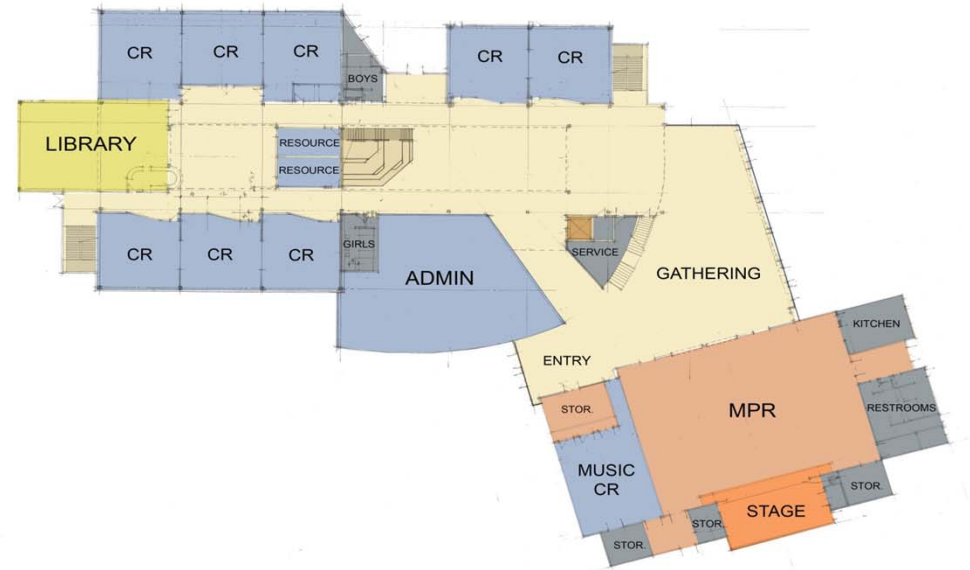 CR
CR
CR
CR
CR
BOYS
LIBRARY
RESOURCE
RESOURCE
CR
CR
CR
GIRLS
ADMIN
SERVICE
GATHERING
ENTRY
KITCHEN
STOR.
MPR
RESTROOMS
MUSIC
CR
STOR.
STAGE
STOR.
STOR.